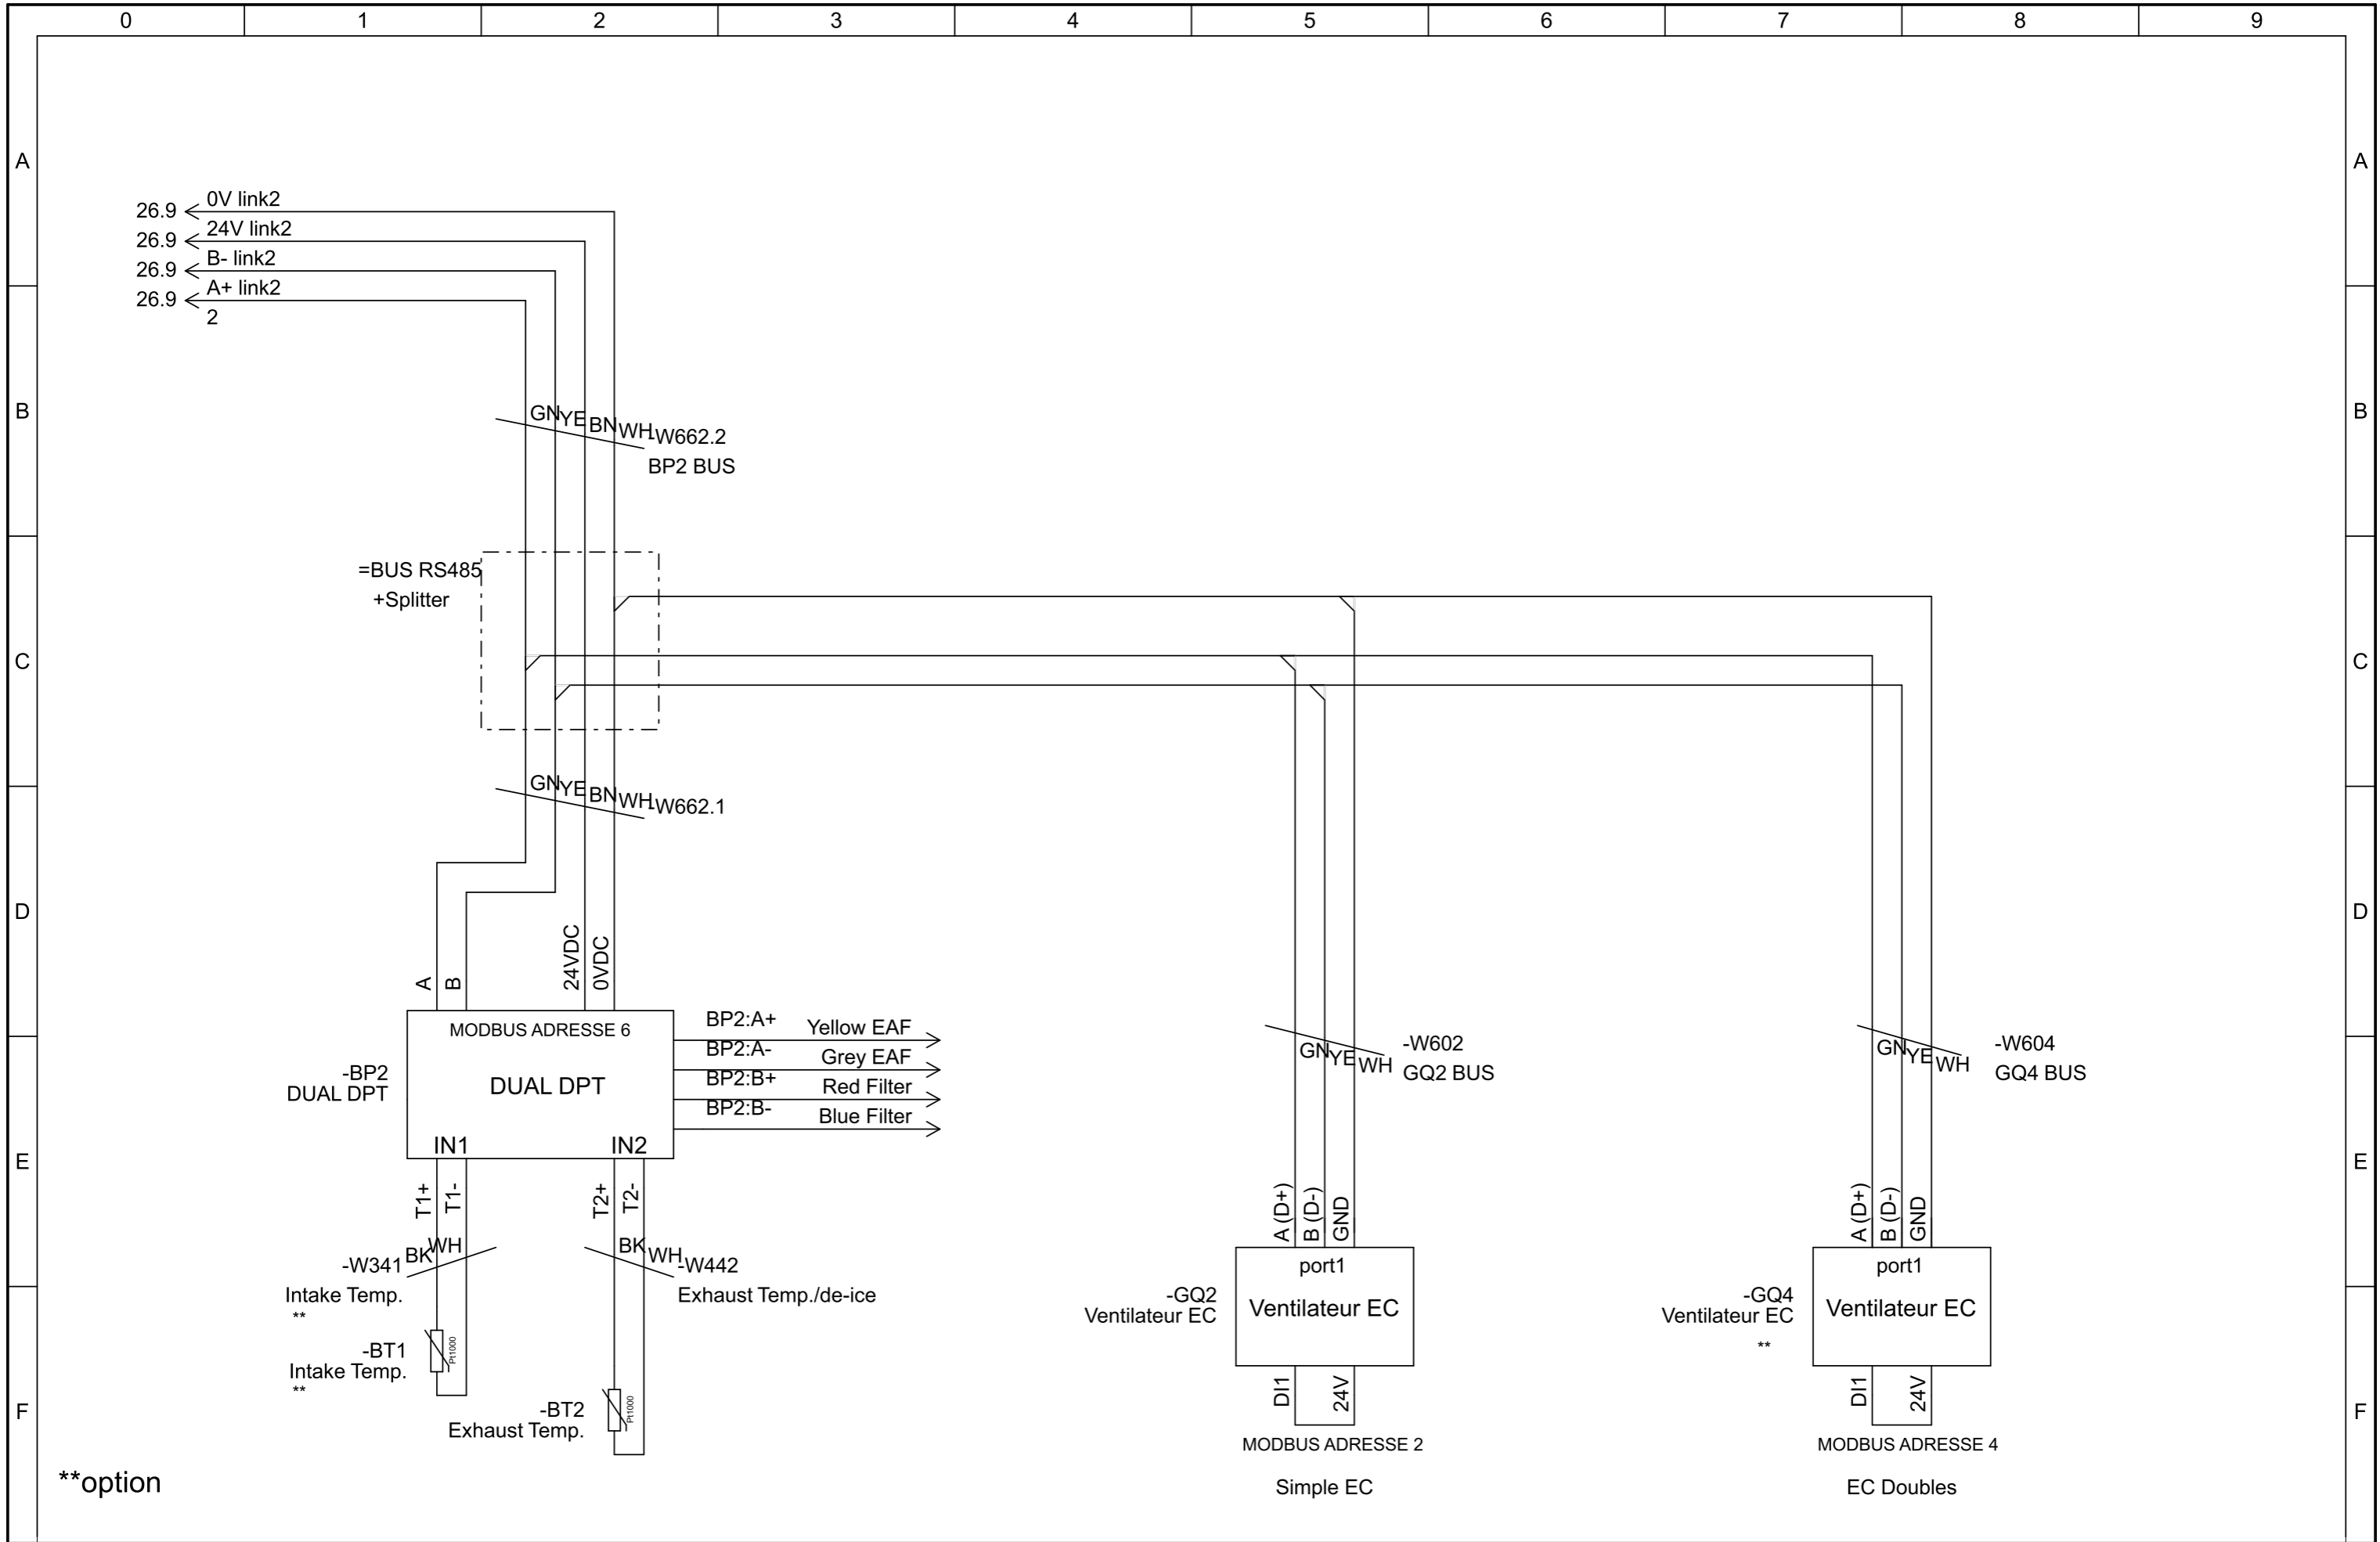 0 1 2 3 4 5 6 7 8 9
A A
26.9 0V link2
26.9 24V link2
26.9 B- link2
26.9 A+ link2
2
B B
GN YE BN WH -W662.2
BP2 BUS
=BUS RS485
+Splitter
C C
GN YE BN WH -W662.1
D D
A B 24VDC 0VDC
MODBUS ADRESSE 6
-BP2
DUAL DPT
DUAL DPT
IN1 IN2
BP2:A+ Yellow EAF
BP2:A- Grey EAF
BP2:B+ Red Filter
BP2:B- Blue Filter
GN YE WH
-W602
GQ2 BUS
GN YE WH
-W604
GQ4 BUS
E E
T1+ T1- T2+ T2-
-W341 BK WH
Intake Temp.
**
BK WH -W442
Exhaust Temp./de-ice
-BT1
Intake Temp.
**
Pt1000
-BT2
Exhaust Temp.
Pt1000
A (D+) B (D-) GND
port1
-GQ2
Ventilateur EC
Ventilateur EC
DI1 24V
MODBUS ADRESSE 2
Simple EC
A (D+) B (D-) GND
port1
-GQ4
Ventilateur EC
**
Ventilateur EC
DI1 24V
MODBUS ADRESSE 4
EC Doubles
F F
**option